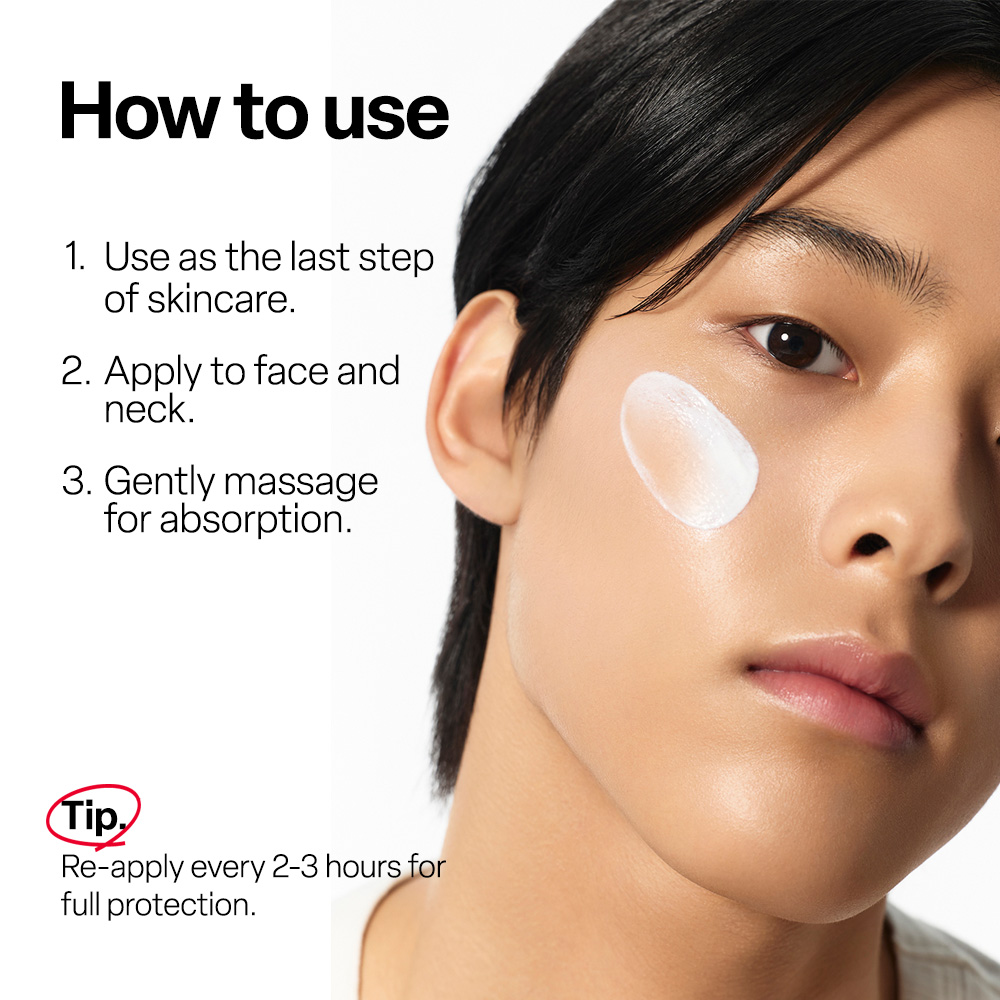 How to use
1. Use as the last step
of skincare.
2. Apply to face and
neck.
3. Gently massage
for absorption.
Tip.
Re-apply every 2-3 hours for
full protection.